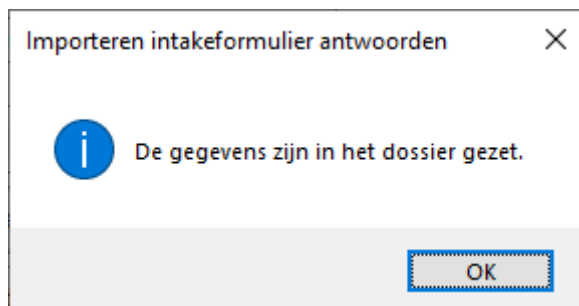 Importeren intakeformulier antwoorden
De gegevens zijn in het dossier gezet.
OK